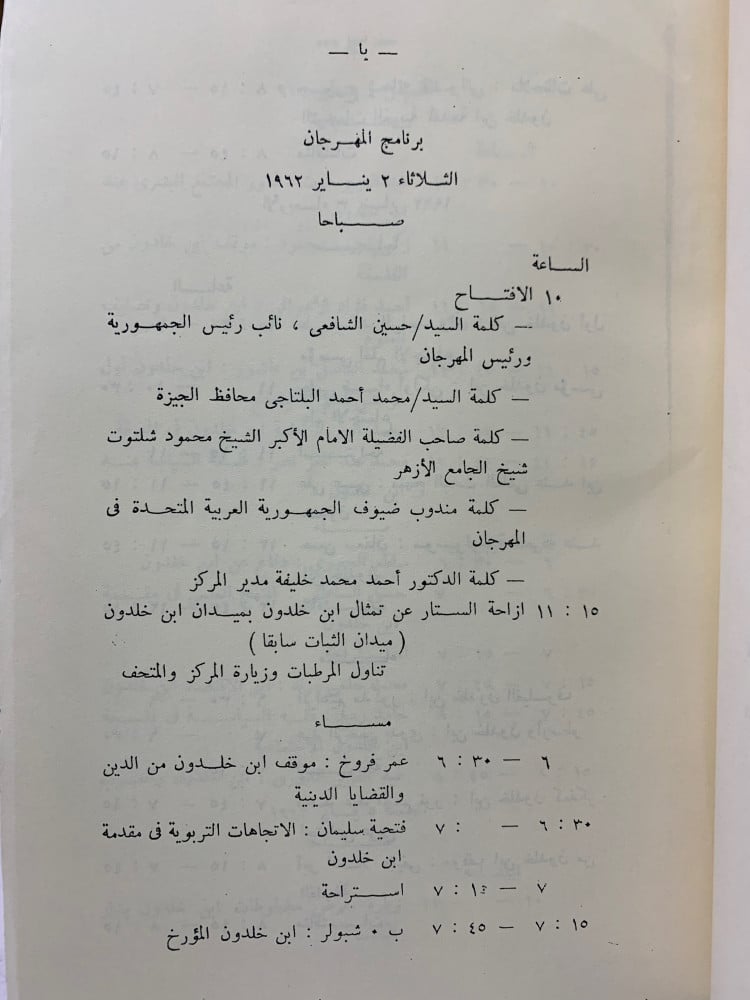 — يا —
برنامج المهرجان
الثلاثاء ٢ يناير ١٩٦٢
صباحا
الساعة
١٠ الافتتاح
— كلمة السيد/حسين الشافعى ، نائب رئيس الجمهورية
ورئيس المهرجان
— كلمة السيد/محمد أحمد البلتاجى محافظ الجيزة
— كلمة صاحب الفضيلة الامام الأكبر الشيخ محمود شلتوت
شيخ الجامع الأزهر
— كلمة مندوب ضيوف الجمهورية العربية المتحدة فى
المهرجان
— كلمة الدكتور أحمد محمد خليفة مدير المركز
١٥ : ١١ ازاحة الستار عن تمثال ابن خلدون بميدان ابن خلدون
( ميدان الثبات سابقا )
تناول المرطبات وزيارة المركز والمتحف
مساء
٦ — ٣٠ : ٦ عمر فروخ : موقف ابن خلدون من الدين
والقضايا الدينية
٣٠ : ٦ — : ٧ فتحية سليمان : الاتجاهات التربوية فى مقدمة
ابن خلدون
٧ — : ٧ استراحة
١٥ : ٧ — ٤٥ : ٧ ب ٠ شبولر : ابن خلدون المؤرخ